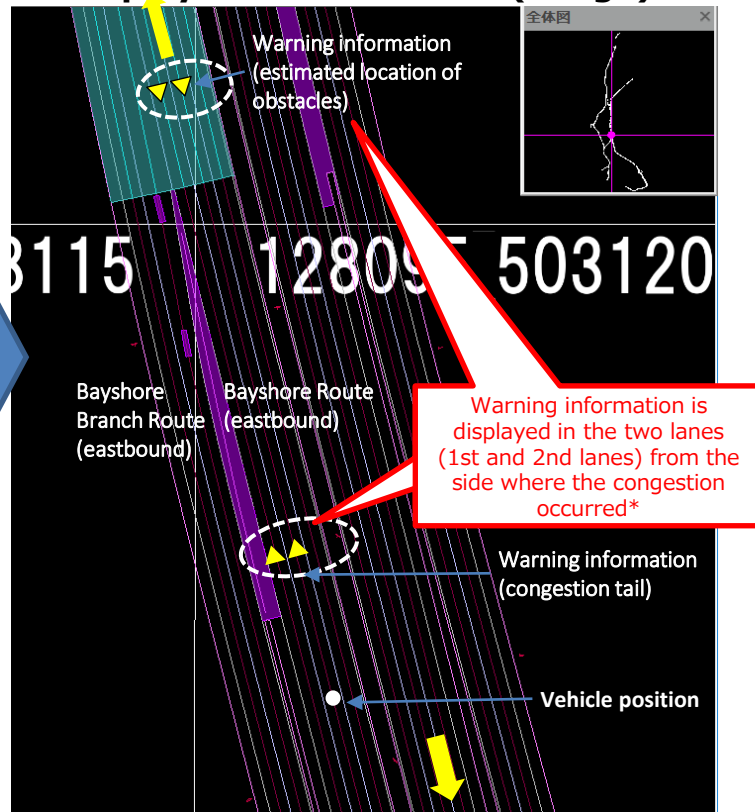 全体図
Warning information
(estimated location of
obstacles)
503120
Bayshore
Branch Route
(eastbound)
Bayshore Route
(eastbound)
Warning information is
displayed in the two lanes
(1st and 2nd lanes) from the
side where the congestion
occurred*
Warning information
(congestion tail)
Vehicle position